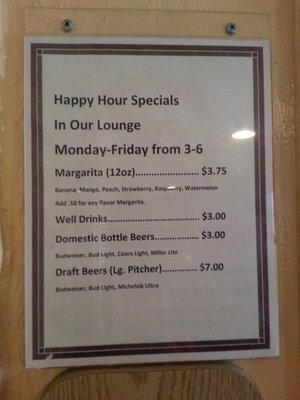 Happy Hour Specials
In Our Lounge
Monday-Friday from 3-6
Margarita (12oz)........................ $3.75
Banana, Mango, Peach, Strawberry, Raspberry, Watermelon
Add .50 for any flavor Margarita.
Well Drinks.................................. $3.00
Domestic Bottle Beers................. $3.00
Budweiser, Bud Light, Coors Light, Miller Lite
Draft Beers (Lg. Pitcher)............. $7.00
Budweiser, Bud Light, Michelob Ultra